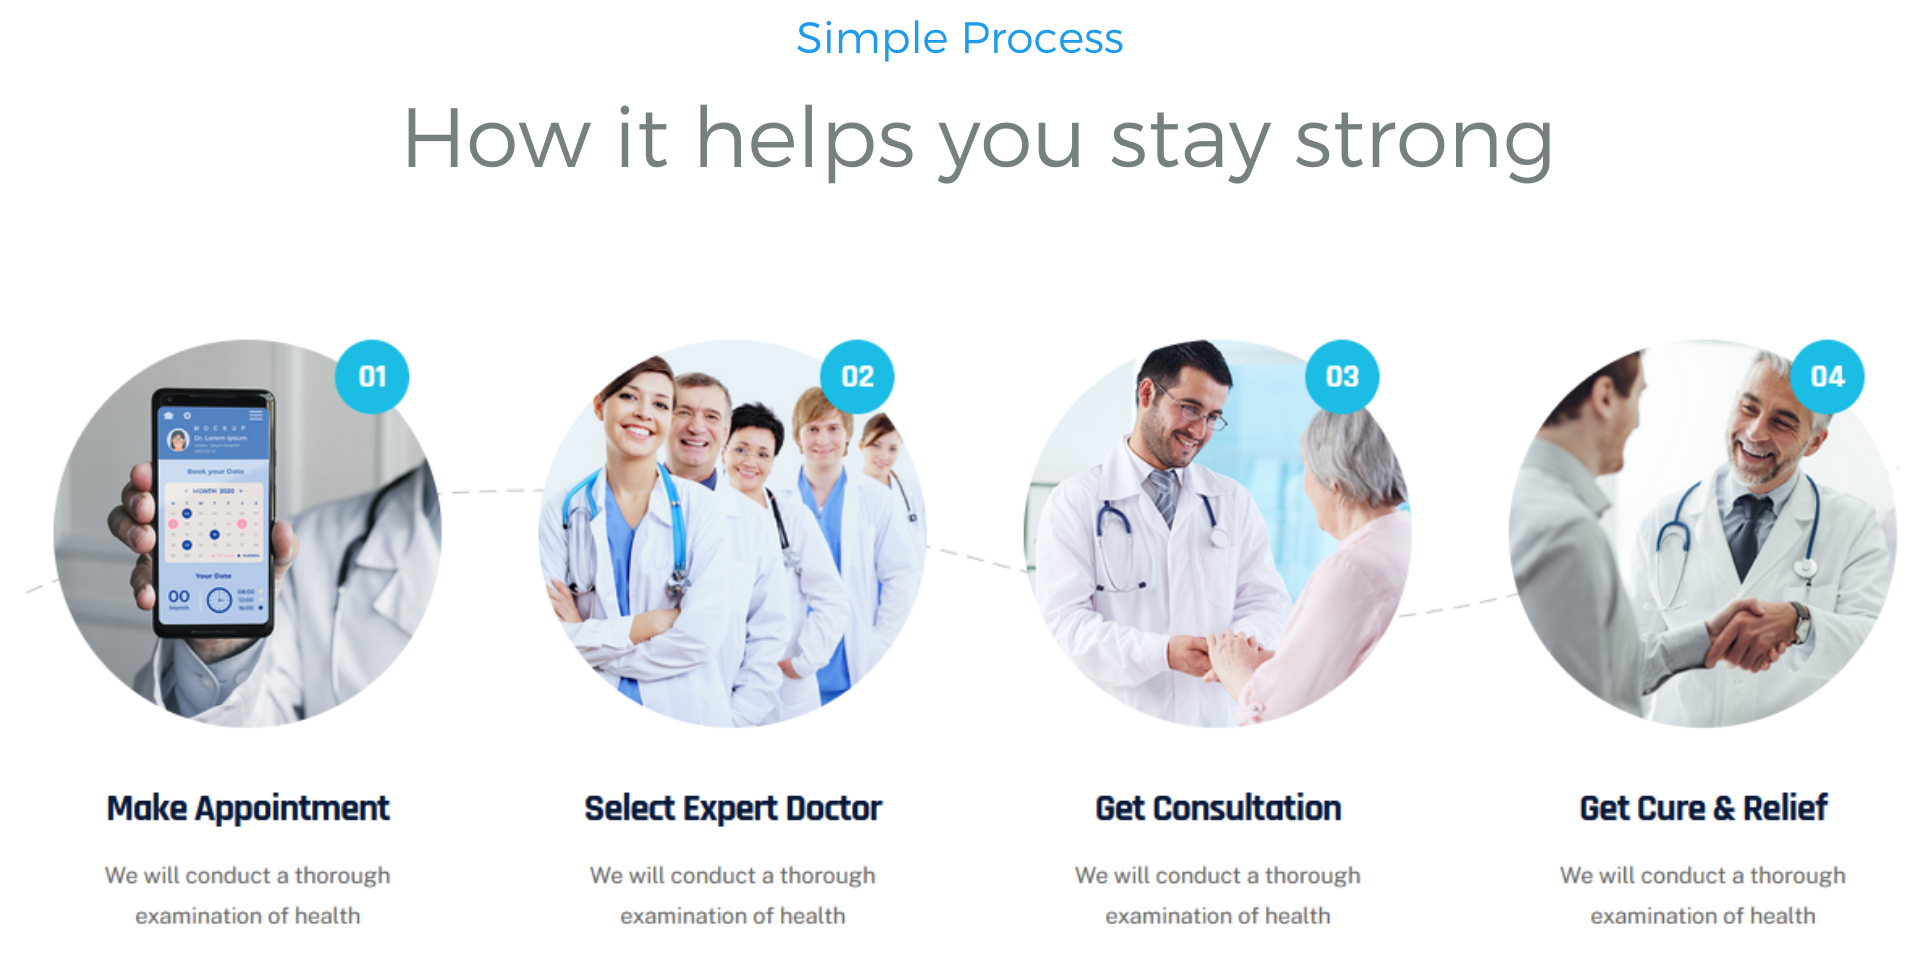 Simple Process
How it helps you stay strong
01
02
03
04
MOCKUP
Dr. Lorem Ipsum
Book your Date
< MONTH 2020 >
Your Date
00
Month
08:00
12:00
16:00
Make Appointment
Select Expert Doctor
Get Consultation
Get Cure & Relief
We will conduct a thorough
examination of health
We will conduct a thorough
examination of health
We will conduct a thorough
examination of health
We will conduct a thorough
examination of health